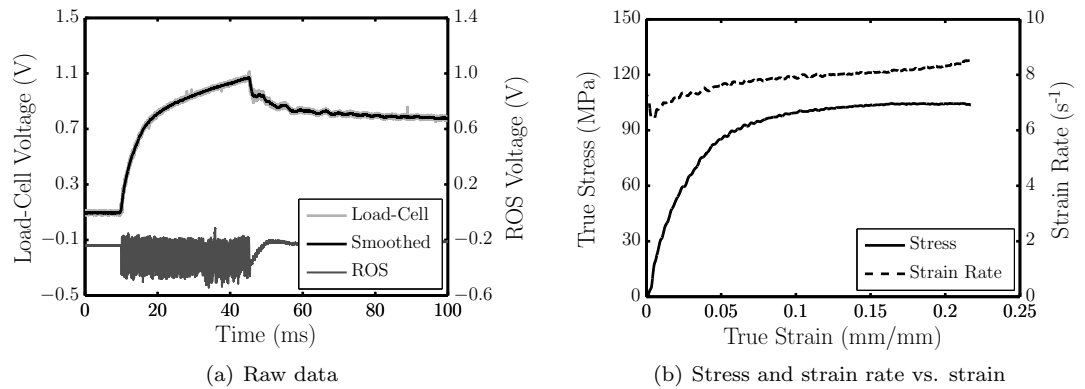 1.5
1.1
0.7
0.3
−0.1
−0.5
Load-Cell Voltage (V)
1.4
1.0
0.6
0.2
−0.2
−0.6
ROS Voltage (V)
Load-Cell
Smoothed
ROS
0 20 40 60 80 100
Time (ms)
(a) Raw data
150
120
90
60
30
0
True Stress (MPa)
10
8
6
4
2
0
Strain Rate (s-1)
Stress
Strain Rate
0 0.05 0.1 0.15 0.2 0.25
True Strain (mm/mm)
(b) Stress and strain rate vs. strain